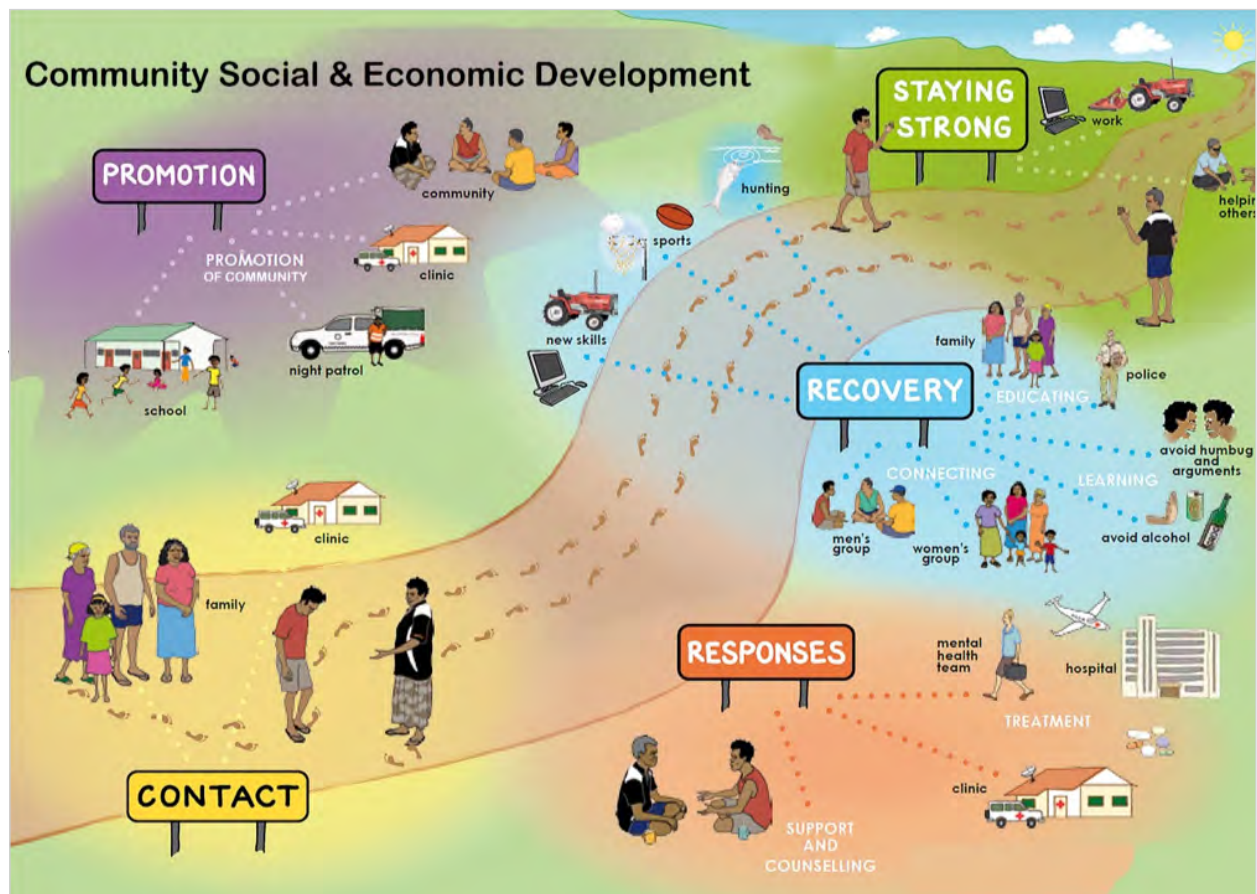 Community Social & Economic Development
PROMOTION
community
PROMOTION
OF COMMUNITY
clinic
night patrol
school
STAYING
STRONG
work
helpin
others
hunting
sports
new skills
RECOVERY
family
EDUCATING
police
avoid humbug
and
arguments
CONNECTING
LEARNING
men's
group
women's
group
avoid alcohol
clinic
family
CONTACT
RESPONSES
mental
health
team
hospital
TREATMENT
clinic
SUPPORT
AND
COUNSELLING